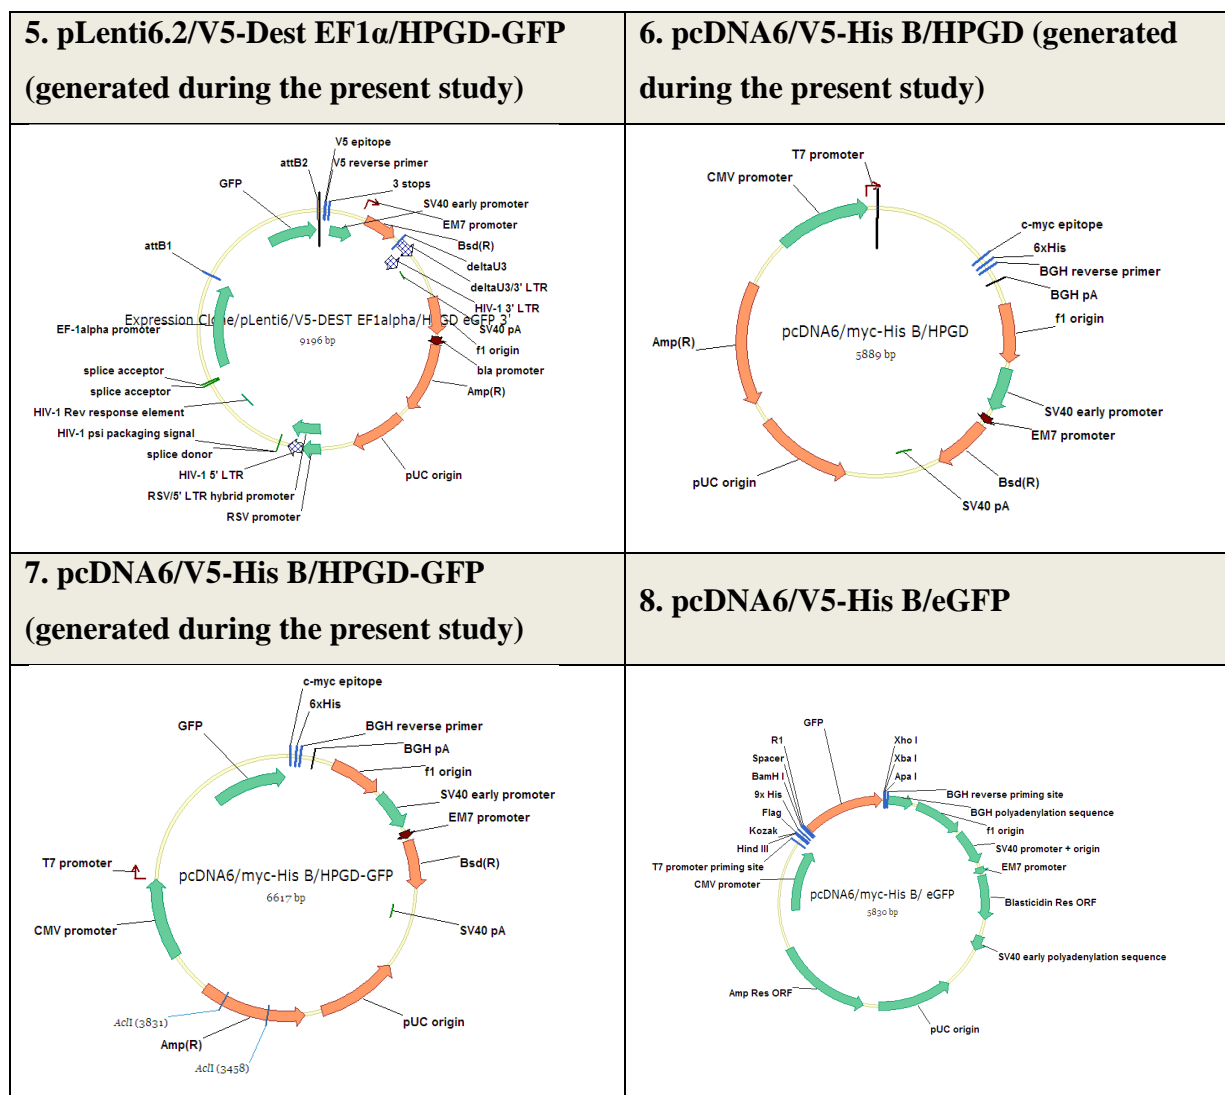 5. pLenti6.2/V5-Dest EF1α/HPGD-GFP
(generated during the present study)
6. pcDNA6/V5-His B/HPGD (generated
during the present study)
V5 epitope
attB2
V5 reverse primer
GFP
3 stops
SV40 early promoter
EM7 promoter
Bsd(R)
attB1
deltaU3
deltaU3/3' LTR
HIV-1 3' LTR
Expression Clone/pLenti6/V5-DEST EF1alpha/HPGD eGFP 3'
9196 bp
EF-1alpha promoter
SV40 pA
f1 origin
bla promoter
splice acceptor
splice acceptor
Amp(R)
HIV-1 Rev response element
HIV-1 psi packaging signal
splice donor
HIV-1 5' LTR
pUC origin
RSV/5' LTR hybrid promoter
RSV promoter
T7 promoter
CMV promoter
c-myc epitope
6xHis
BGH reverse primer
BGH pA
f1 origin
Amp(R)
pcDNA6/myc-His B/HPGD
5889 bp
SV40 early promoter
EM7 promoter
pUC origin
Bsd(R)
SV40 pA
7. pcDNA6/V5-His B/HPGD-GFP
(generated during the present study)
8. pcDNA6/V5-His B/eGFP
c-myc epitope
6xHis
GFP
BGH reverse primer
BGH pA
f1 origin
SV40 early promoter
EM7 promoter
T7 promoter
Bsd(R)
pcDNA6/myc-His B/HPGD-GFP
6617 bp
CMV promoter
SV40 pA
AclI (3831)
pUC origin
Amp(R)
AclI (3458)
GFP
R1
Xho I
Spacer
Xba I
BamH I
Apa I
9x His
BGH reverse priming site
Flag
BGH polyadenylation sequence
Kozak
f1 origin
Hind III
SV40 promoter + origin
T7 promoter priming site
EM7 promoter
CMV promoter
pcDNA6/myc-His B/ eGFP
5830 bp
Blasticidin Res ORF
SV40 early polyadenylation sequence
Amp Res ORF
pUC origin